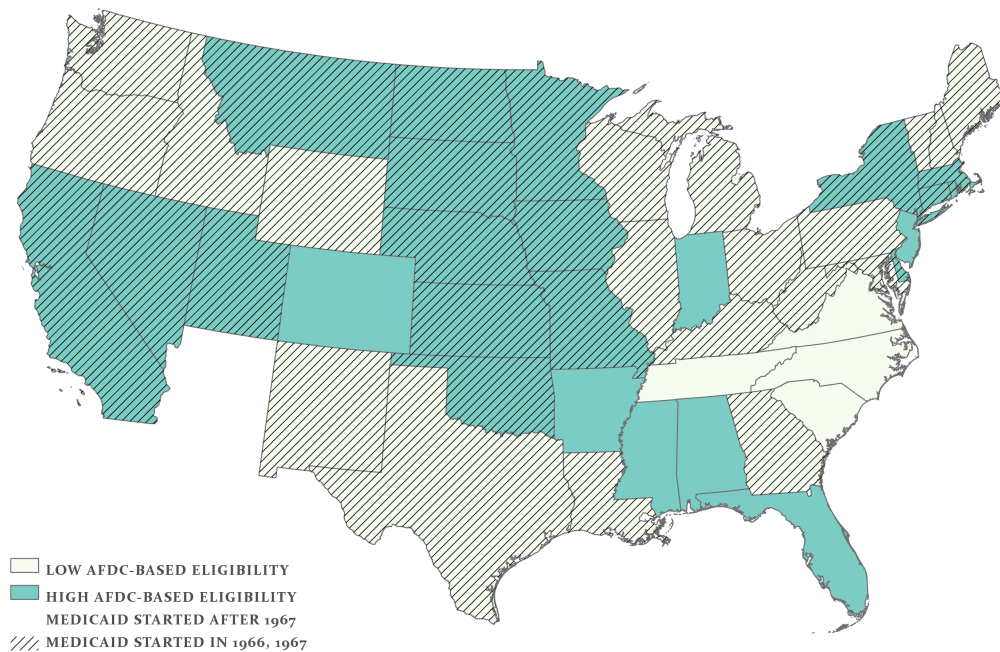 LOW AFDC-BASED ELIGIBILITY
HIGH AFDC-BASED ELIGIBILITY
MEDICAID STARTED AFTER 1967
MEDICAID STARTED IN 1966, 1967